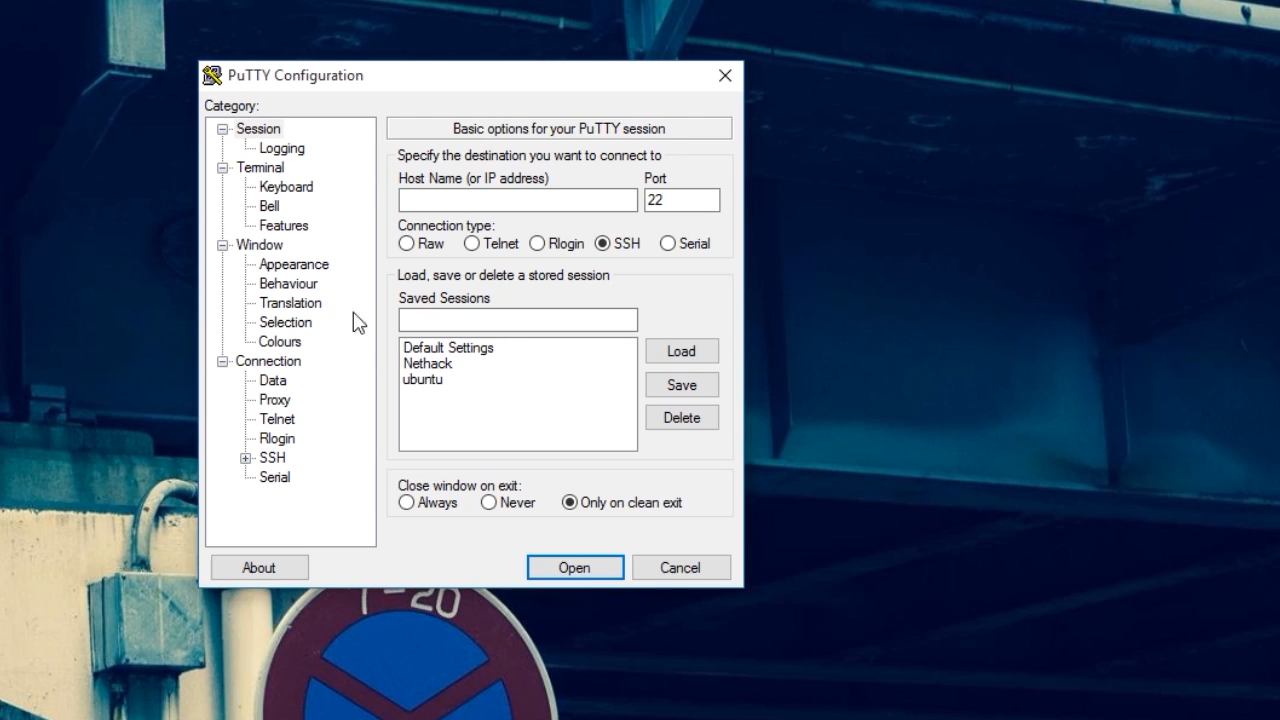 PuTTY Configuration
Category:
Session
Logging
Terminal
Keyboard
Bell
Features
Window
Appearance
Behaviour
Translation
Selection
Colours
Connection
Data
Proxy
Telnet
Rlogin
SSH
Serial
Basic options for your PuTTY session
Specify the destination you want to connect to
Host Name (or IP address) Port
22
Connection type:
Raw Telnet Rlogin SSH Serial
Load, save or delete a stored session
Saved Sessions
Default Settings
Nethack
ubuntu
Load
Save
Delete
Close window on exit:
Always Never Only on clean exit
About Open Cancel